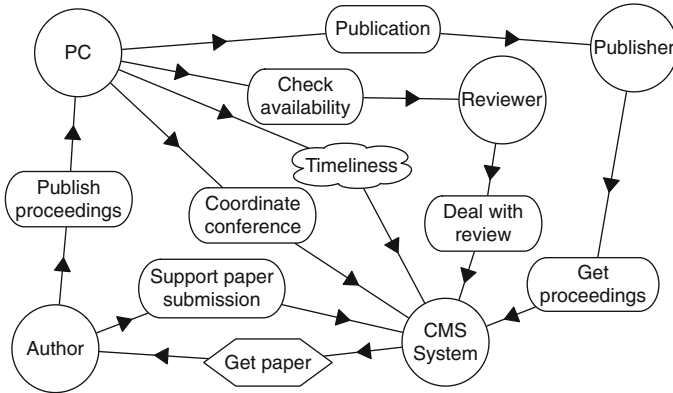 Publication
PC
Publisher
Check
availability
Reviewer
Timeliness
Publish
proceedings
Coordinate
conference
Deal with
review
Support paper
submission
Get
proceedings
Author
Get paper
CMS
System